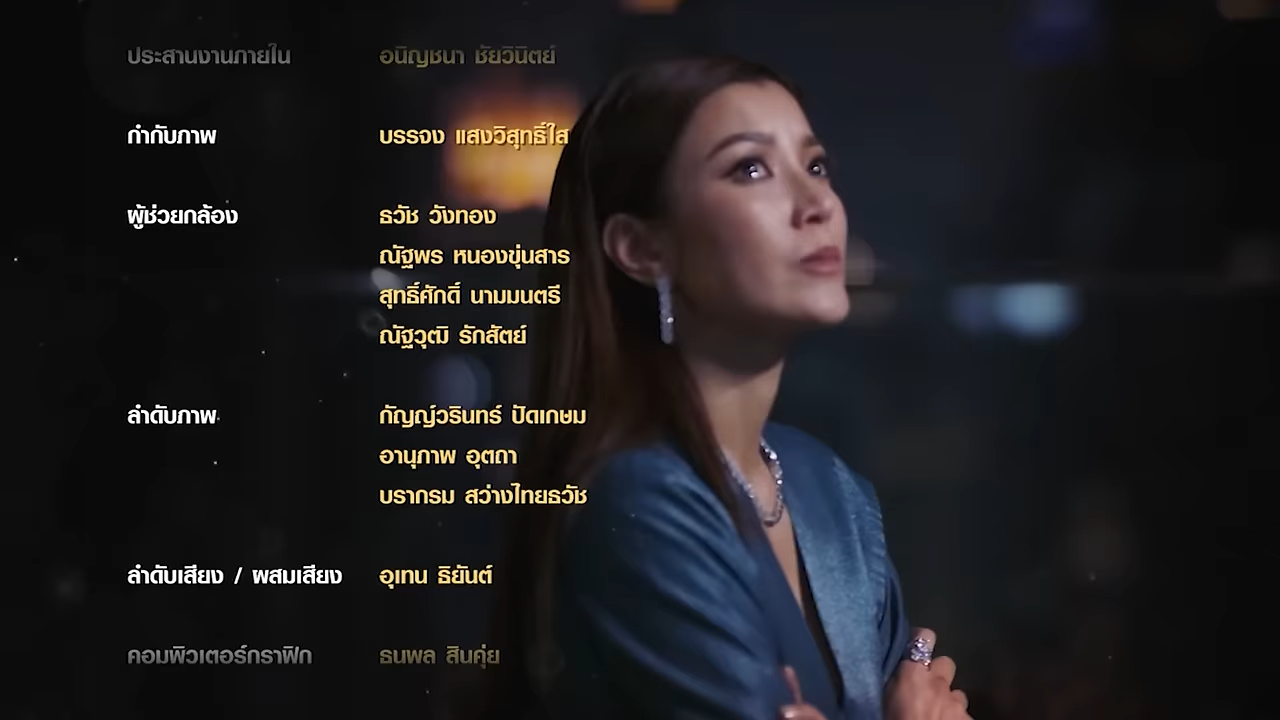 ประสานงานภายใน อนิญชนา ชัยวินิตย์
กำกับภาพ บรรจง แสงวิสุทธิ์ใส
ผู้ช่วยกล้อง ธวัช วังทอง
ณัฐพร หนองขุ่นสาร
สุทธิ์ศักดิ์ นามมนตรี
ณัฐวุฒิ รักสัตย์
ลำดับภาพ กัญญ์วรินทร์ ปัดเกษม
อานุภาพ อุตถา
บรากรม สว่างไทยธวัช
ลำดับเสียง / ผสมเสียง อุเทน ธิยันต์
คอมพิวเตอร์กราฟิก ธนพล สินคุ่ย